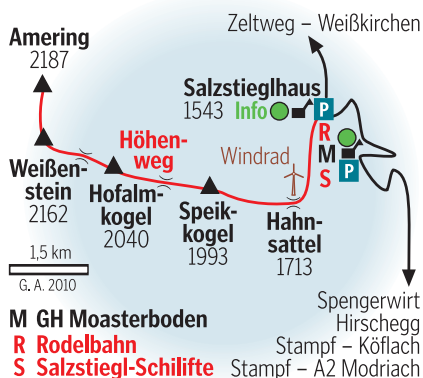 Zeltweg – Weißkirchen
Amering
2187
Salzstieglhaus
1543 Info
P
R
M
S P
Höhen-
weg
Windrad
Weißen-
stein
2162
Hofalm-
kogel
2040
Speik-
kogel
1993
Hahn-
sattel
1713
1,5 km
G. A. 2010
M GH Moasterboden
R Rodelbahn
S Salzstiegl-Schilifte
Spengerwirt
Hirschegg
Stampf – Köflach
Stampf – A2 Modriach